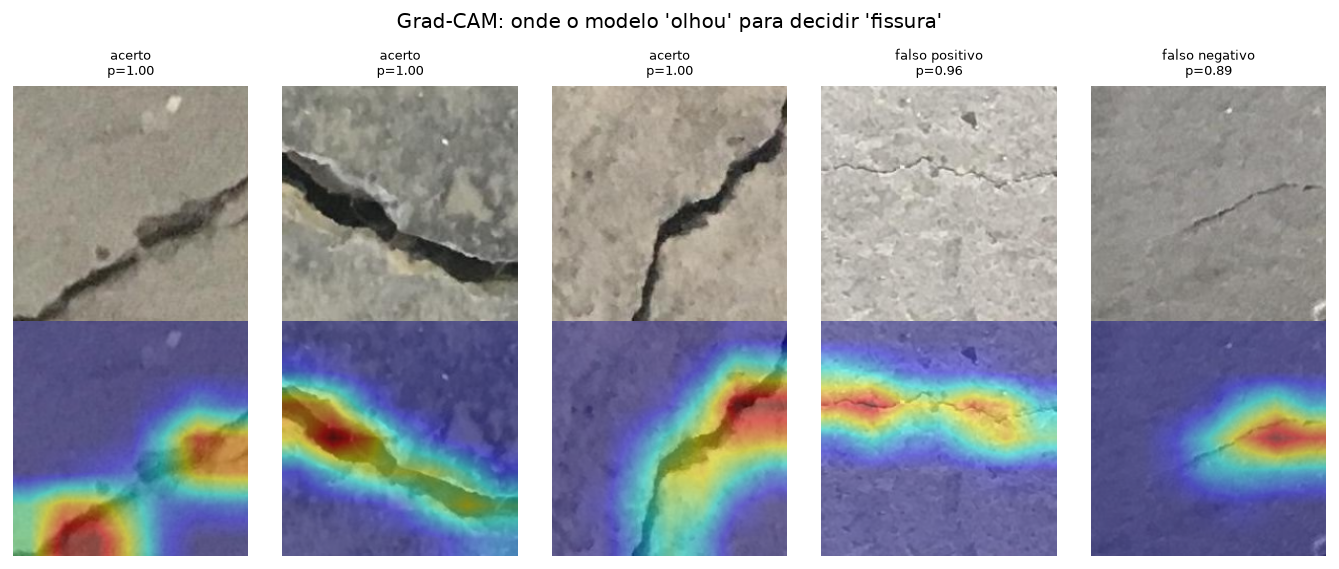 Grad-CAM: onde o modelo 'olhou' para decidir 'fissura'
acerto
p=1.00
acerto
p=1.00
acerto
p=1.00
falso positivo
p=0.96
falso negativo
p=0.89